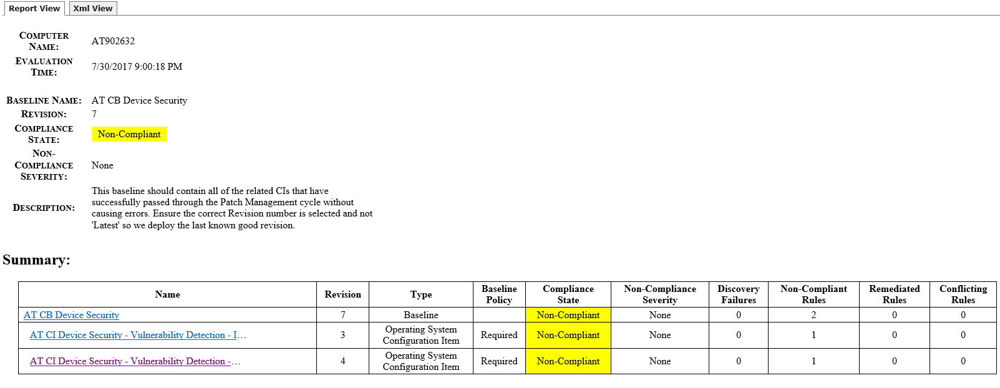 Report View
Xml View
COMPUTER
NAME:
AT902632
EVALUATION
TIME:
7/30/2017 9:00:18 PM
BASELINE NAME:
AT CB Device Security
REVISION:
7
COMPLIANCE
STATE:
Non-Compliant
NON-
COMPLIANCE
SEVERITY:
None
DESCRIPTION:
This baseline should contain all of the related CIs that have
successfully passed through the Patch Management cycle without
causing errors. Ensure the correct Revision number is selected and not
'Latest' so we deploy the last known good revision.
Summary:
Name Revision Type Baseline Policy Compliance State Non-Compliance Severity Discovery Failures Non-Compliant Rules Remediated Rules Conflicting Rules
AT CB Device Security 7 Baseline Non-Compliant None 0 2 0 0
AT CI Device Security - Vulnerability Detection - I... 3 Operating System Configuration Item Required Non-Compliant None 0 1 0 0
AT CI Device Security - Vulnerability Detection -... 4 Operating System Configuration Item Required Non-Compliant None 0 1 0 0